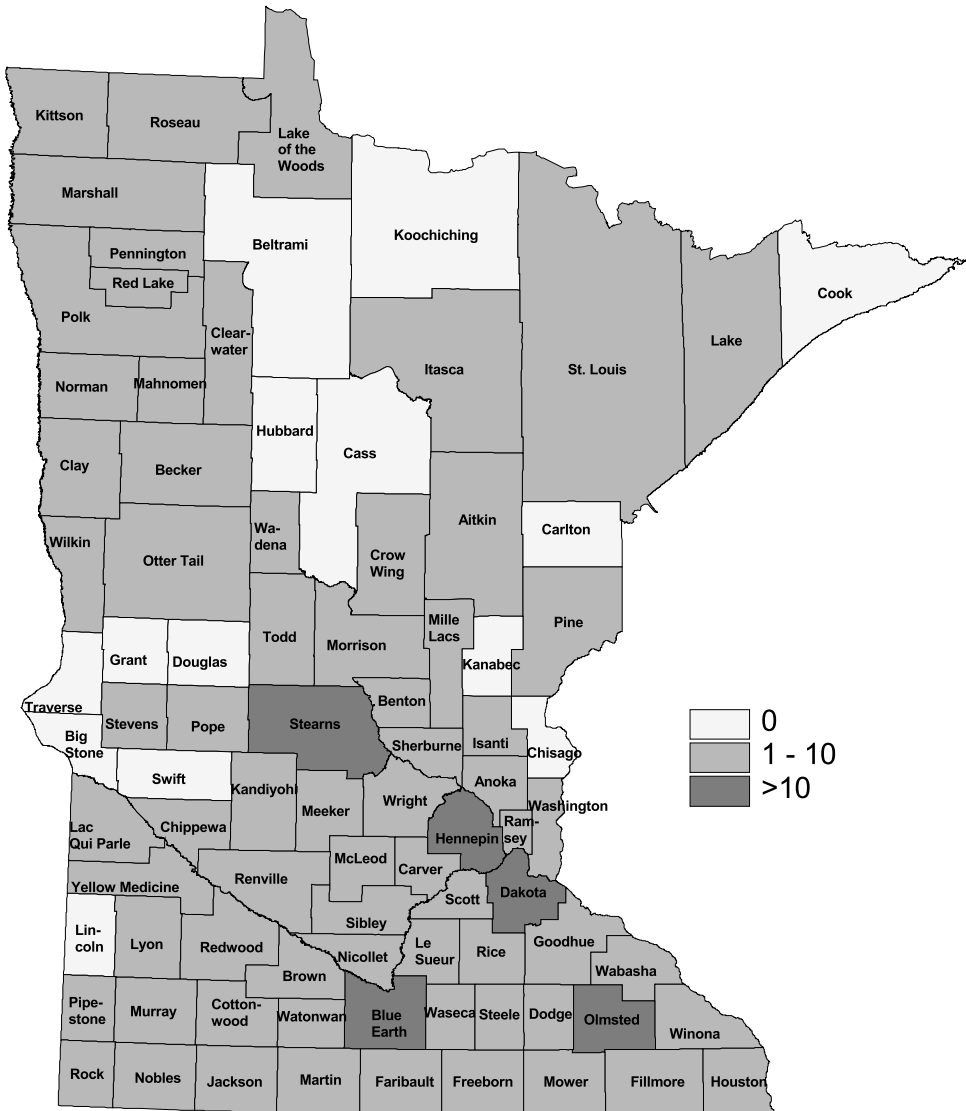 Kittson
Roseau
Lake
of the
Woods
Marshall
Koochiching
Beltrami
Pennington
Red Lake
Cook
Polk
Clear-
water
Lake
Itasca
St. Louis
Norman
Mahnomen
Hubbard
Cass
Clay
Becker
Aitkin
Wa-
dena
Carlton
Wilkin
Otter Tail
Crow
Wing
Mille
Lacs
Pine
Todd
Morrison
Grant
Douglas
Kanabec
Traverse
Benton
Stevens
Pope
Stearns
0
Big
Stone
Sherburne
Isanti
Chisago
1 - 10
Swift
Kandiyohi
Anoka
>10
Meeker
Wright
Washington
Lac
Qui Parle
Chippewa
Ram-
sey
Hennepin
McLeod
Carver
Yellow Medicine
Renville
Scott
Dakota
Lin-
coln
Lyon
Redwood
Sibley
Le
Sueur
Rice
Goodhue
Nicollet
Brown
Wabasha
Pipe-
stone
Murray
Cotton-
wood
Watonwan
Blue
Earth
Waseca
Steele
Dodge
Olmsted
Winona
Rock
Nobles
Jackson
Martin
Faribault
Freeborn
Mower
Fillmore
Houston